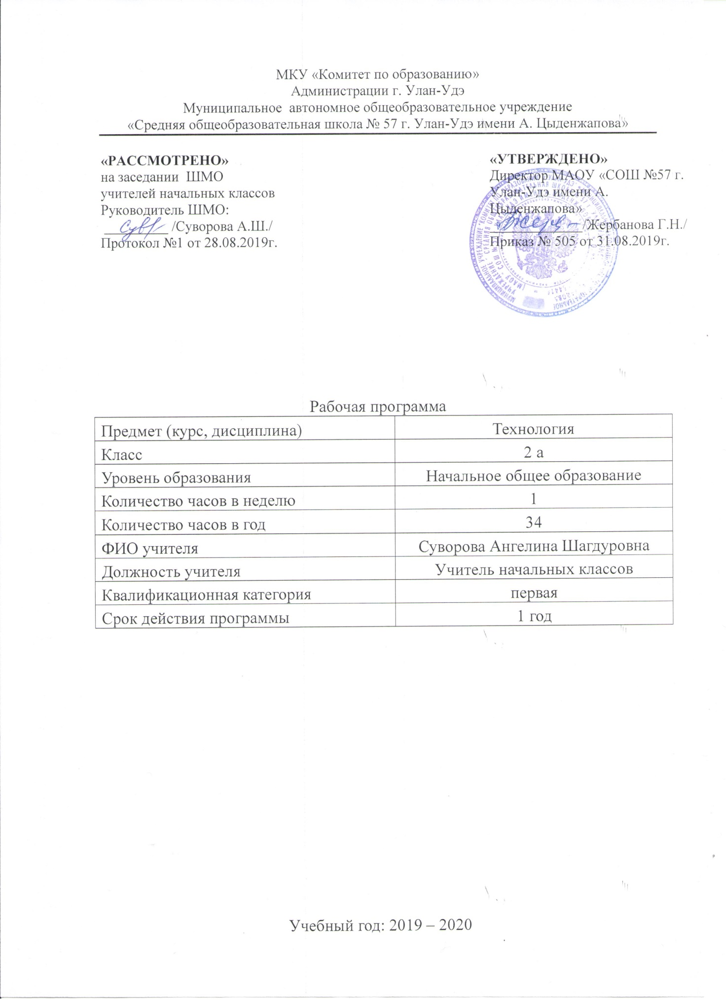 МКУ «Комитет по образованию»
Администрации г. Улан-Удэ
Муниципальное автономное общеобразовательное учреждение
«Средняя общеобразовательная школа № 57 г. Улан-Удэ имени А. Цыденжапова»
«РАССМОТРЕНО»
на заседании ШМО
учителей начальных классов
Руководитель ШМО:
/Суворова А.Ш./
Протокол №1 от 28.08.2019г.
«УТВЕРЖДЕНО»
Директор МАОУ «СОШ №57 г.
Улан-Удэ имени А.
Цыденжапова»
/Жербанова Г.Н./
Приказ № 505 от 31.08.2019г.
Рабочая программа
Предмет (курс, дисциплина) Технология
Класс 2 а
Уровень образования Начальное общее образование
Количество часов в неделю 1
Количество часов в год 34
ФИО учителя Суворова Ангелина Шагдуровна
Должность учителя Учитель начальных классов
Квалификационная категория первая
Срок действия программы 1 год
Учебный год: 2019 – 2020